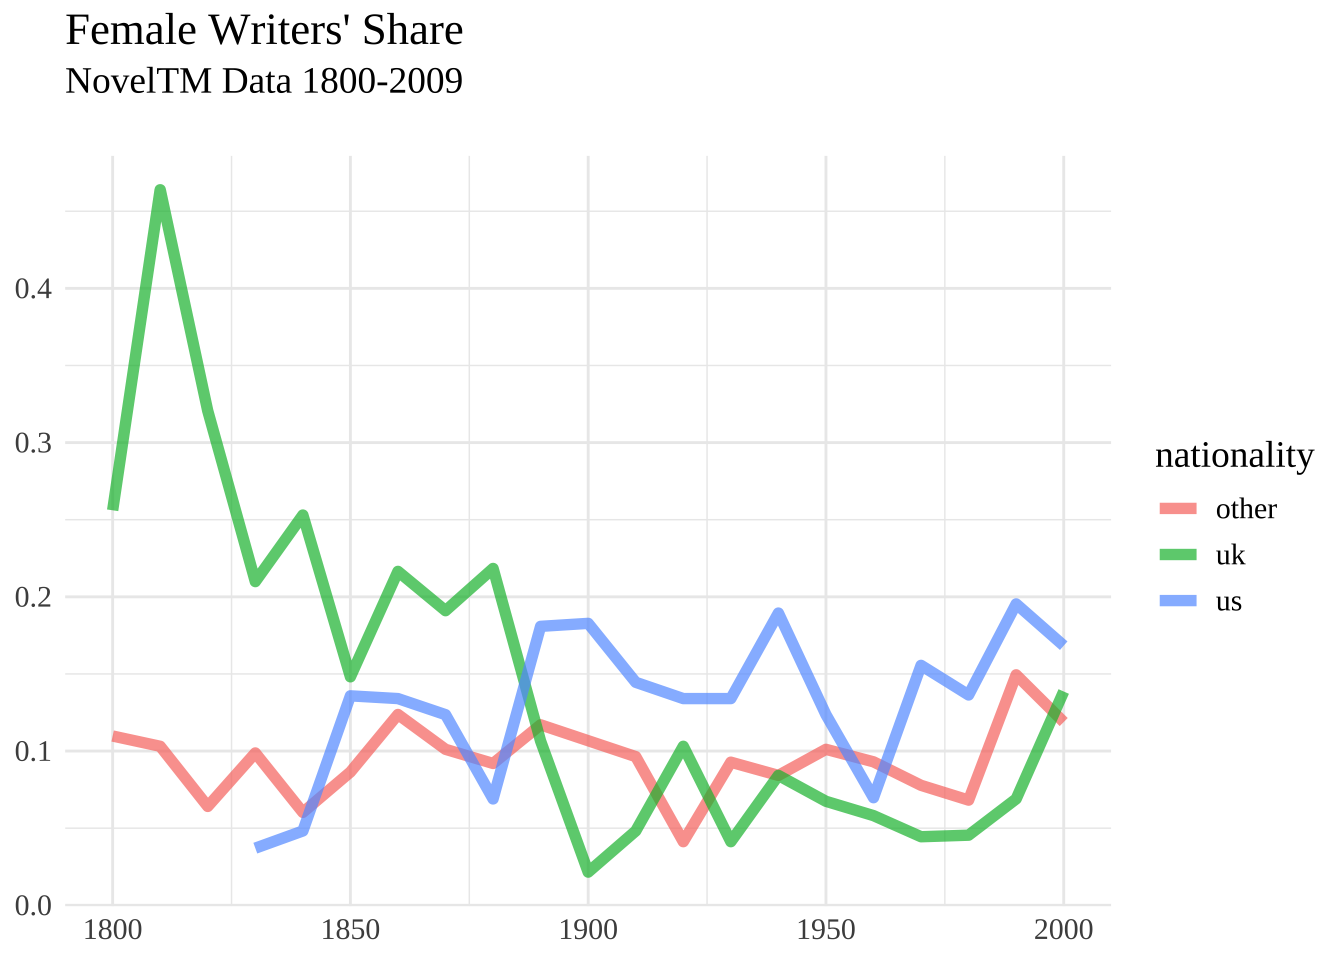 Female Writers' Share
NovelTM Data 1800-2009
0.4
0.3
0.2
0.1
0.0
1800 1850 1900 1950 2000
nationality
other
uk
us